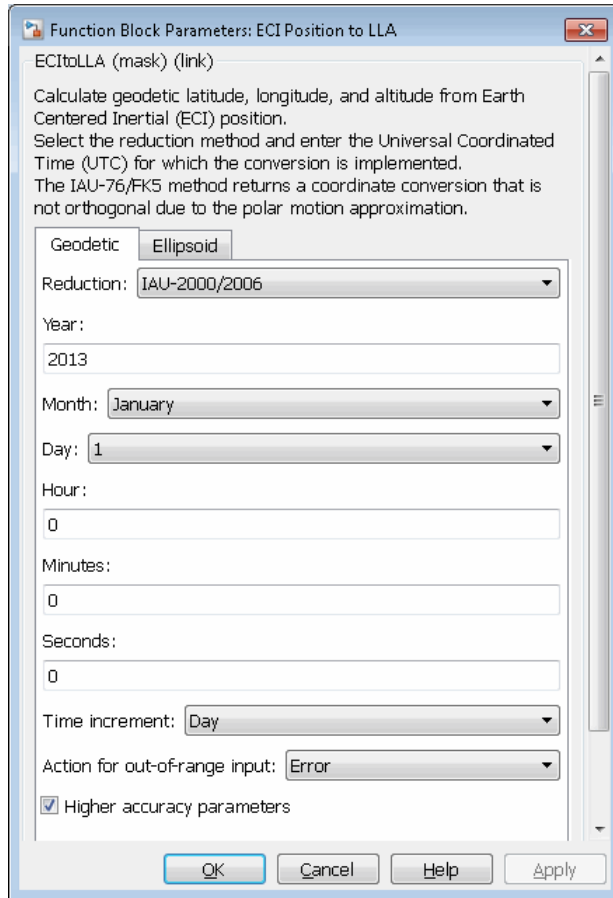 Function Block Parameters: ECI Position to LLA
ECItoLLA (mask) (link)
Calculate geodetic latitude, longitude, and altitude from Earth
Centered Inertial (ECI) position.
Select the reduction method and enter the Universal Coordinated
Time (UTC) for which the conversion is implemented.
The IAU-76/FK5 method returns a coordinate conversion that is
not orthogonal due to the polar motion approximation.
Geodetic Ellipsoid
Reduction: IAU-2000/2006
Year:
2013
Month: January
Day: 1
Hour:
0
Minutes:
0
Seconds:
0
Time increment: Day
Action for out-of-range input: Error
Higher accuracy parameters
OK Cancel Help Apply